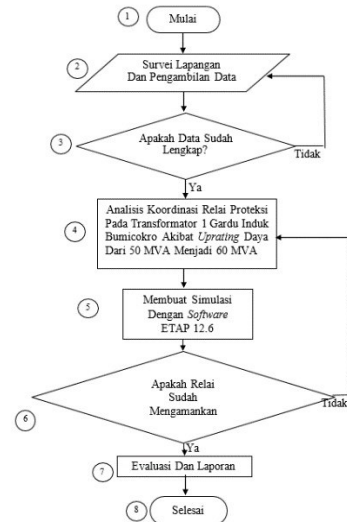 1
Mulai
2
Survei Lapangan
Dan Pengambilan Data
3
Apakah Data Sudah
Lengkap?
Tidak
Ya
4
Analisis Koordinasi Relai Proteksi
Pada Transformator 1 Gardu Induk
Bumicokro Akibat Uprating Daya
Dari 50 MVA Menjadi 60 MVA
5
Membuat Simulasi
Dengan Software
ETAP 12.6
6
Apakah Relai
Sudah
Mengamankan
Tidak
Ya
7
Evaluasi Dan Laporan
8
Selesai